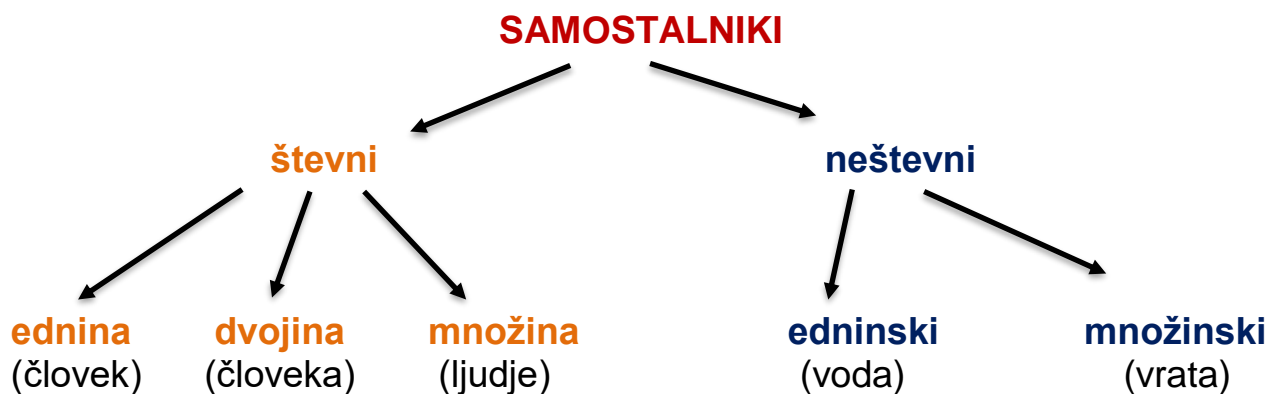 SAMOSTALNIKI
števni neštevni
ednina dvojina množina edninski množinski
(človek) (človeka) (ljudje) (voda) (vrata)